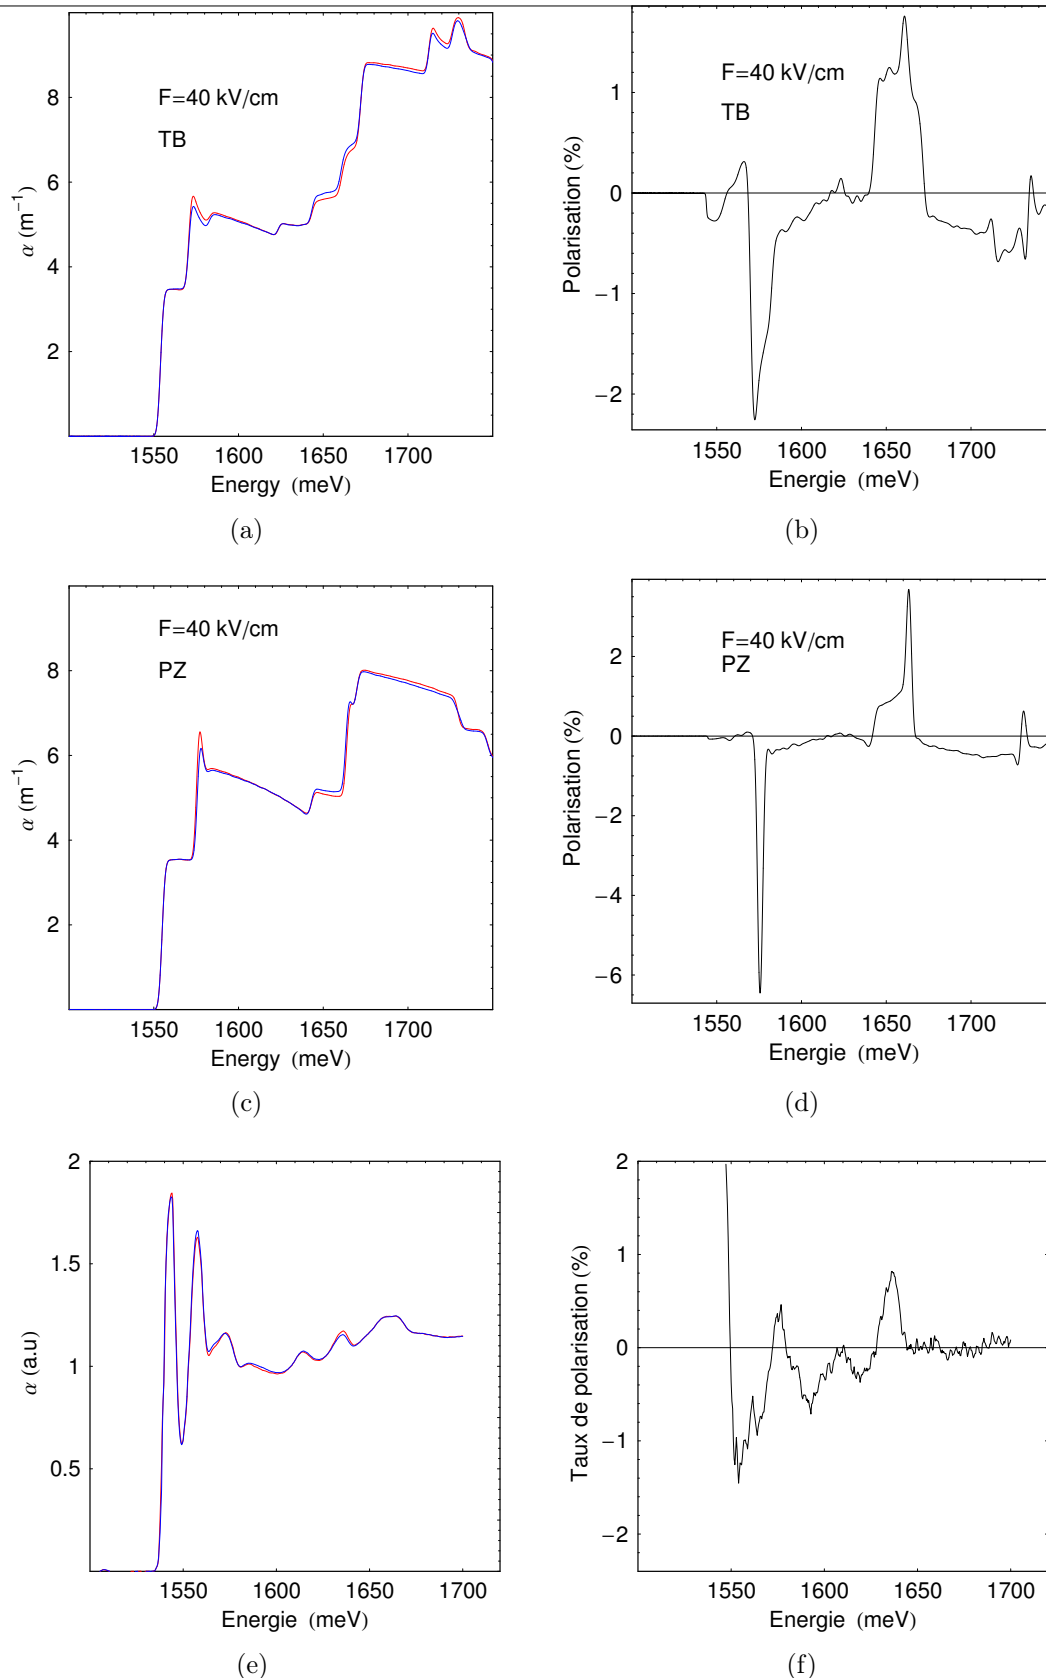 F=40 kV/cm
TB
α (m⁻¹)
8
6
4
2
1550 1600 1650 1700
Energy (meV)
(a)
F=40 kV/cm
TB
Polarisation (%)
1
0
−1
−2
1550 1600 1650 1700
Energie (meV)
(b)
F=40 kV/cm
PZ
α (m⁻¹)
8
6
4
2
1550 1600 1650 1700
Energy (meV)
(c)
F=40 kV/cm
PZ
Polarisation (%)
2
0
−2
−4
−6
1550 1600 1650 1700
Energie (meV)
(d)
α (a.u)
2
1.5
1
0.5
1550 1600 1650 1700
Energie (meV)
(e)
Taux de polarisation (%)
2
1
0
−1
−2
1550 1600 1650 1700
Energie (meV)
(f)